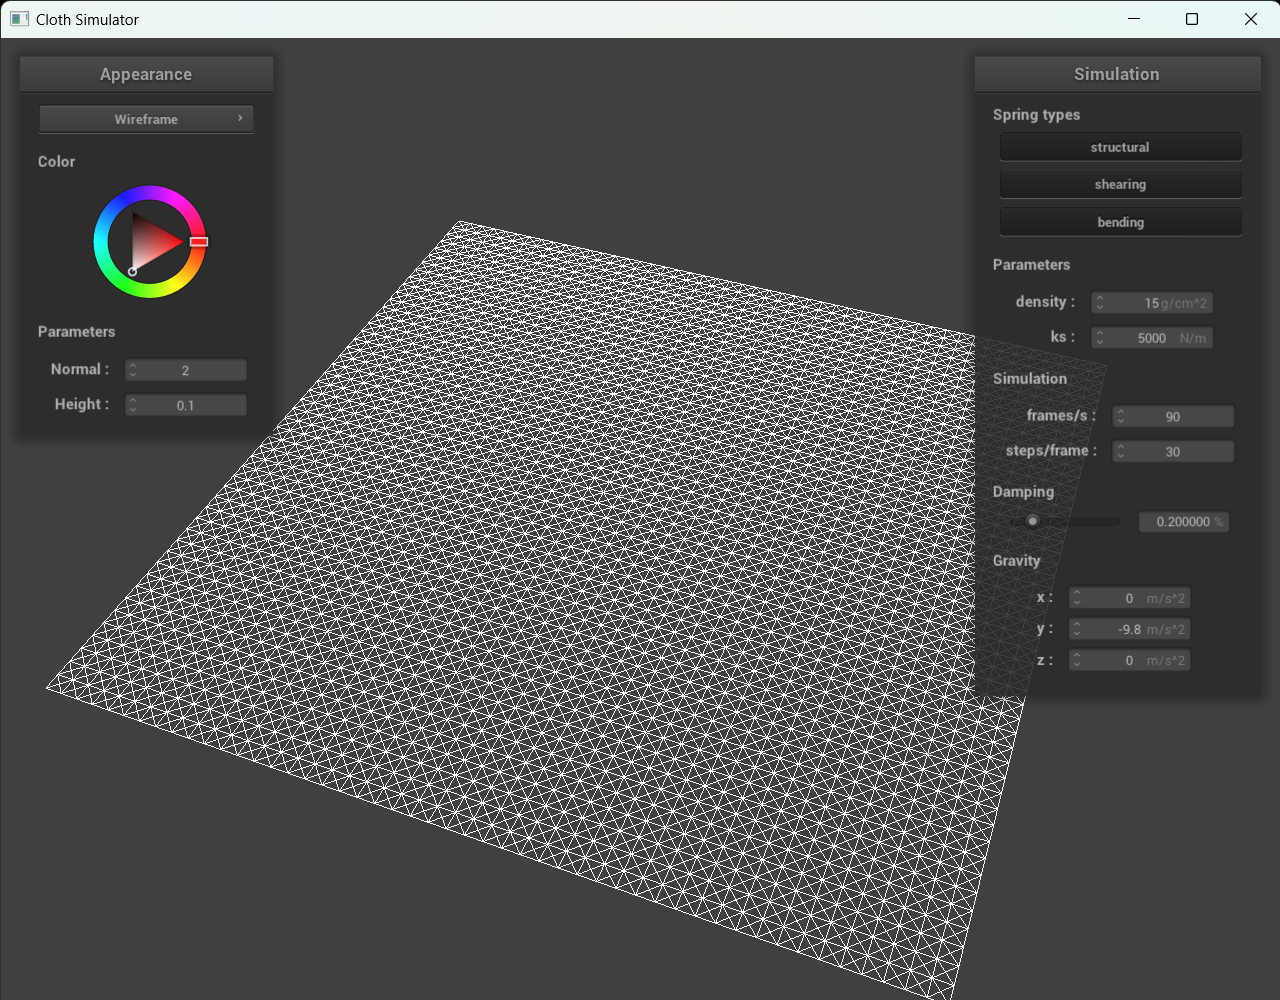 Cloth Simulator
Appearance
Wireframe
Color
Parameters
Normal : 2
Height : 0.1
Simulation
Spring types
structural
shearing
bending
Parameters
density : 15 g/cm^2
ks : 5000 N/m
Simulation
frames/s : 90
steps/frame : 30
Damping
0.200000 %
Gravity
x : 0 m/s^2
y : -9.8 m/s^2
z : 0 m/s^2